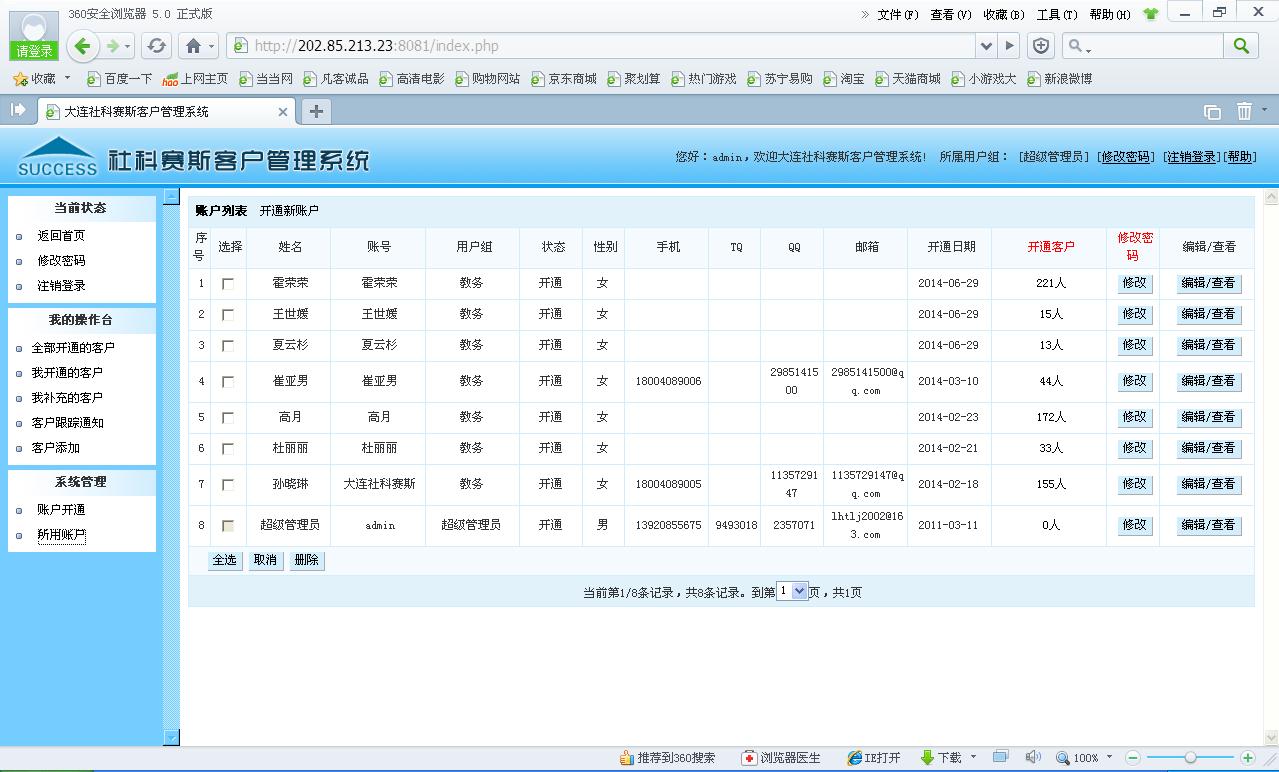 360安全浏览器 5.0 正式版
» 文件(F) 查看(V) 收藏(B) 工具(T) 帮助(H)
请登录
http://202.85.213.23:8081/index.php
收藏 百度一下 hao 上网主页 当当网 凡客诚品 高清电影 购物网站 京东商城 聚划算 热门游戏 苏宁易购 淘宝 天猫商城 小游戏大 新浪微博
大连社科赛斯客户管理系统
SUCCESS 社科赛斯客户管理系统
您好：admin，欢迎大连社科赛斯客户管理系统! 所属用户组： [超级管理员] [修改密码] [注销登录][帮助]
当前状态
返回首页
修改密码
注销登录
我的操作台
全部开通的客户
我开通的客户
我补充的客户
客户跟踪通知
客户添加
系统管理
账户开通
所用账户
账户列表 开通新账户
序号 选择 姓名 账号 用户组 状态 性别 手机 TQ QQ 邮箱 开通日期 开通客户 修改密码 编辑/查看
1 霍荣荣 霍荣荣 教务 开通 女 2014-06-29 221人 修改 编辑/查看
2 王世媛 王世媛 教务 开通 女 2014-06-29 15人 修改 编辑/查看
3 夏云杉 夏云杉 教务 开通 女 2014-06-29 13人 修改 编辑/查看
4 崔亚男 崔亚男 教务 开通 女 18004089006 2985141500 2985141500@qq.com 2014-03-10 44人 修改 编辑/查看
5 高月 高月 教务 开通 女 2014-02-23 172人 修改 编辑/查看
6 杜丽丽 杜丽丽 教务 开通 女 2014-02-21 33人 修改 编辑/查看
7 孙晓琳 大连社科赛斯 教务 开通 女 18004089005 1135729147 1135729147@qq.com 2014-02-18 155人 修改 编辑/查看
8 超级管理员 admin 超级管理员 开通 男 13920855675 9493018 2357071 lhtlj2002@163.com 2011-03-11 0人 修改 编辑/查看
全选 取消 删除
当前第1/8条记录，共8条记录。到第1页，共1页
推荐到360搜索 浏览器医生 IE打开 下载 100%